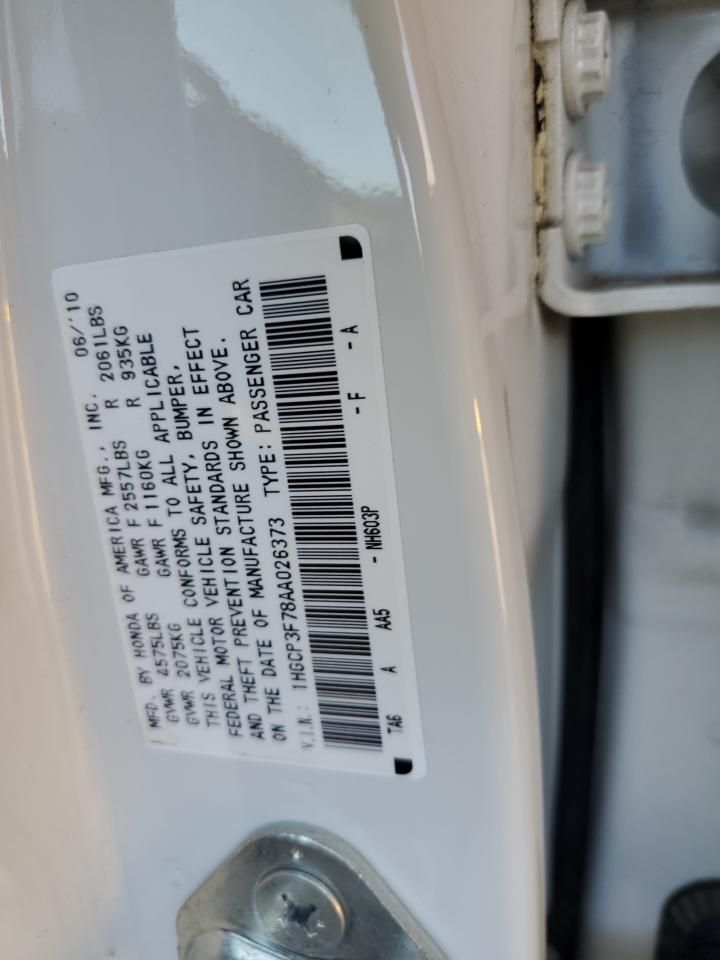 MFD. BY HONDA OF AMERICA MFG., INC. 06/'10
GVWR 4575LBS GAWR F 2557LBS R 2061LBS
GVWR 2075KG GAWR F 1160KG R 935KG
THIS VEHICLE CONFORMS TO ALL APPLICABLE
FEDERAL MOTOR VEHICLE SAFETY, BUMPER,
AND THEFT PREVENTION STANDARDS IN EFFECT
ON THE DATE OF MANUFACTURE SHOWN ABOVE.
V.I.N.: 1HGCP3F78AA026373 TYPE: PASSENGER CAR
TA6 A AA5 - NH603P - F - A